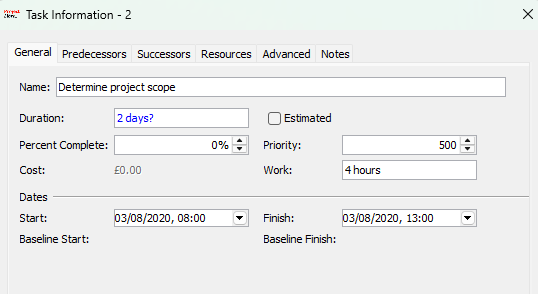 Task Information - 2
General Predecessors Successors Resources Advanced Notes
Name: Determine project scope
Duration: 2 days? Estimated
Percent Complete: 0% Priority: 500
Cost: £0.00 Work: 4 hours
Dates
Start: 03/08/2020, 08:00 Finish: 03/08/2020, 13:00
Baseline Start: Baseline Finish: